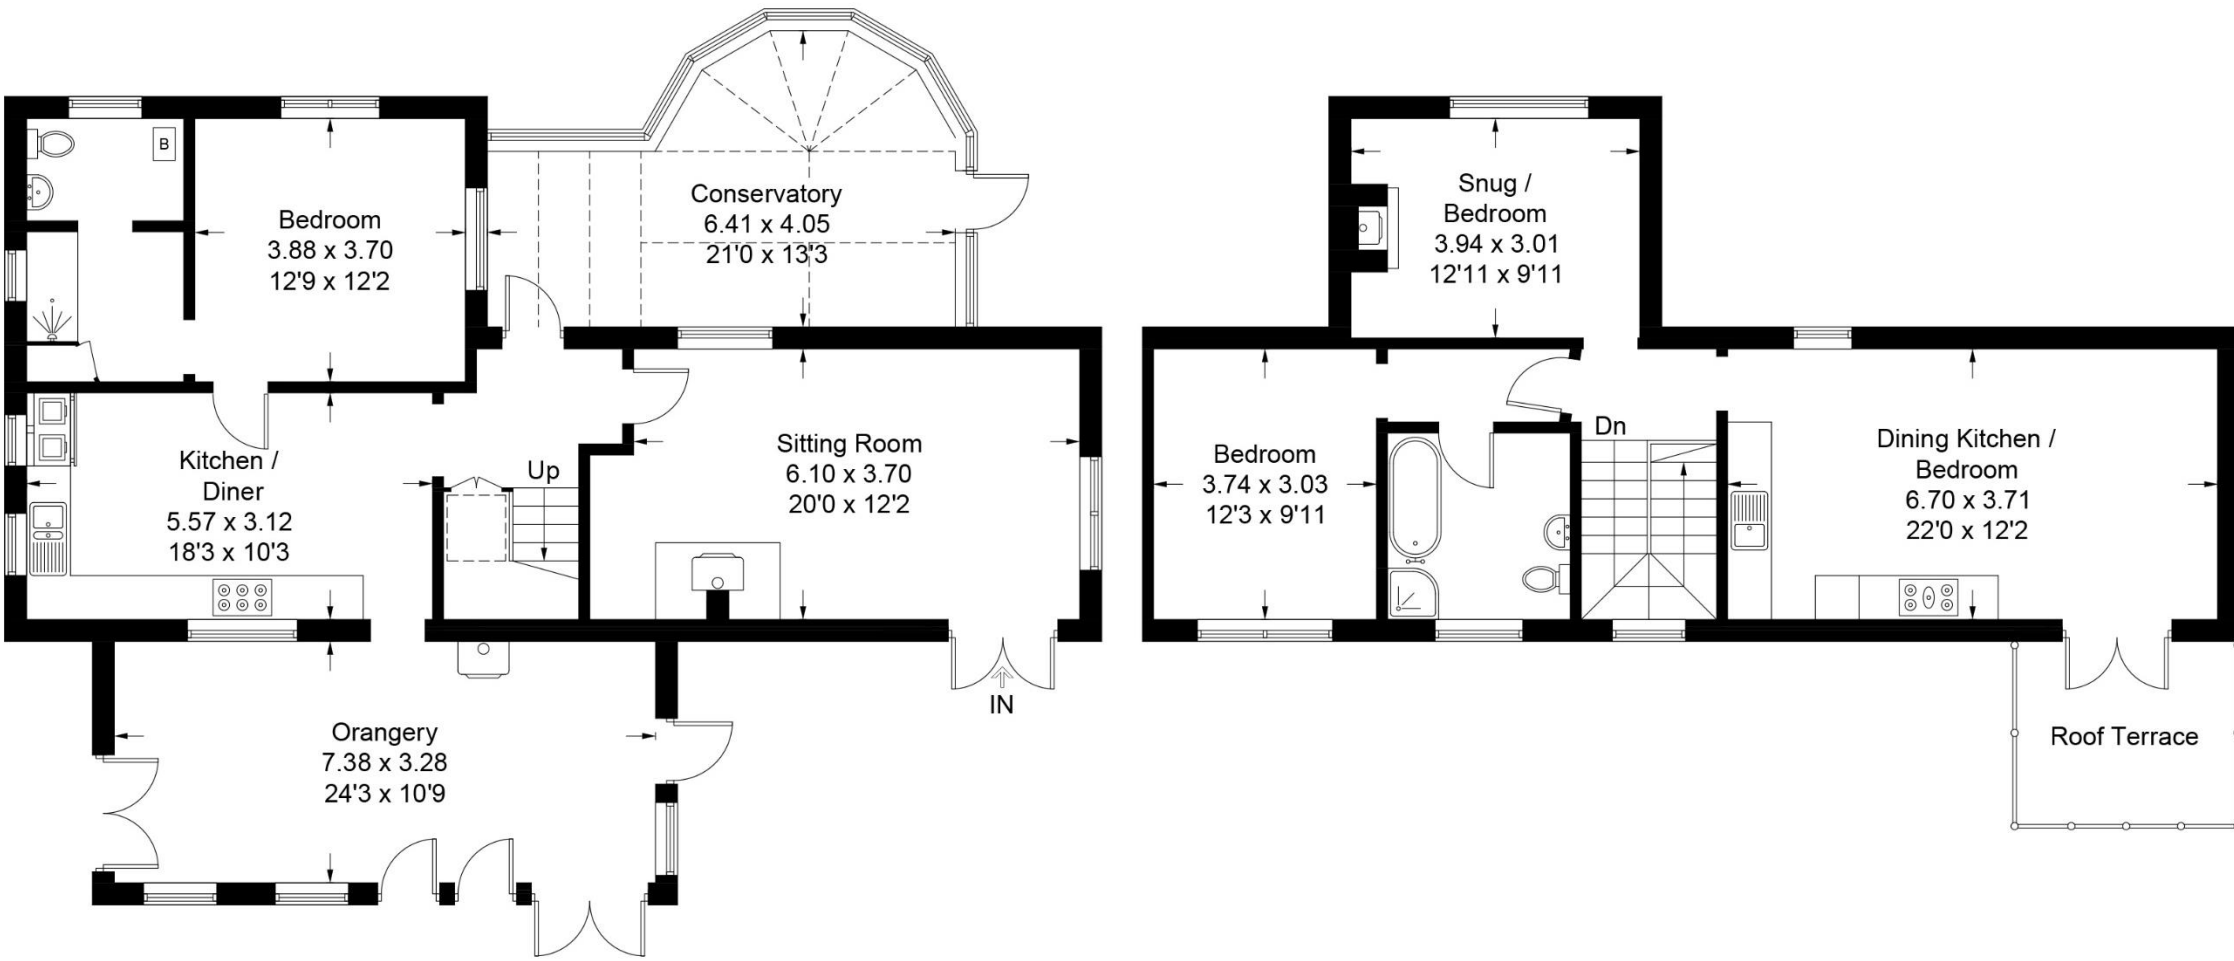 B
Bedroom
3.88 x 3.70
12'9 x 12'2
Conservatory
6.41 x 4.05
21'0 x 13'3
Kitchen /
Diner
5.57 x 3.12
18'3 x 10'3
Up
Sitting Room
6.10 x 3.70
20'0 x 12'2
IN
Orangery
7.38 x 3.28
24'3 x 10'9
Snug /
Bedroom
3.94 x 3.01
12'11 x 9'11
Bedroom
3.74 x 3.03
12'3 x 9'11
Dn
Dining Kitchen /
Bedroom
6.70 x 3.71
22'0 x 12'2
Roof Terrace